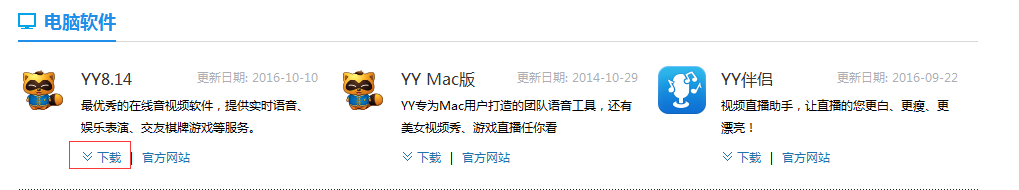 电脑软件
YY8.14 更新日期: 2016-10-10
最优秀的在线音视频软件，提供实时语音、
娱乐表演、交友棋牌游戏等服务。
下载 | 官方网站
YY Mac版 更新日期: 2014-10-29
YY专为Mac用户打造的团队语音工具，还有
美女视频秀、游戏直播任你看
下载 | 官方网站
YY伴侣 更新日期: 2016-09-22
视频直播助手，让直播的您更白、更瘦、更
漂亮！
下载 | 官方网站